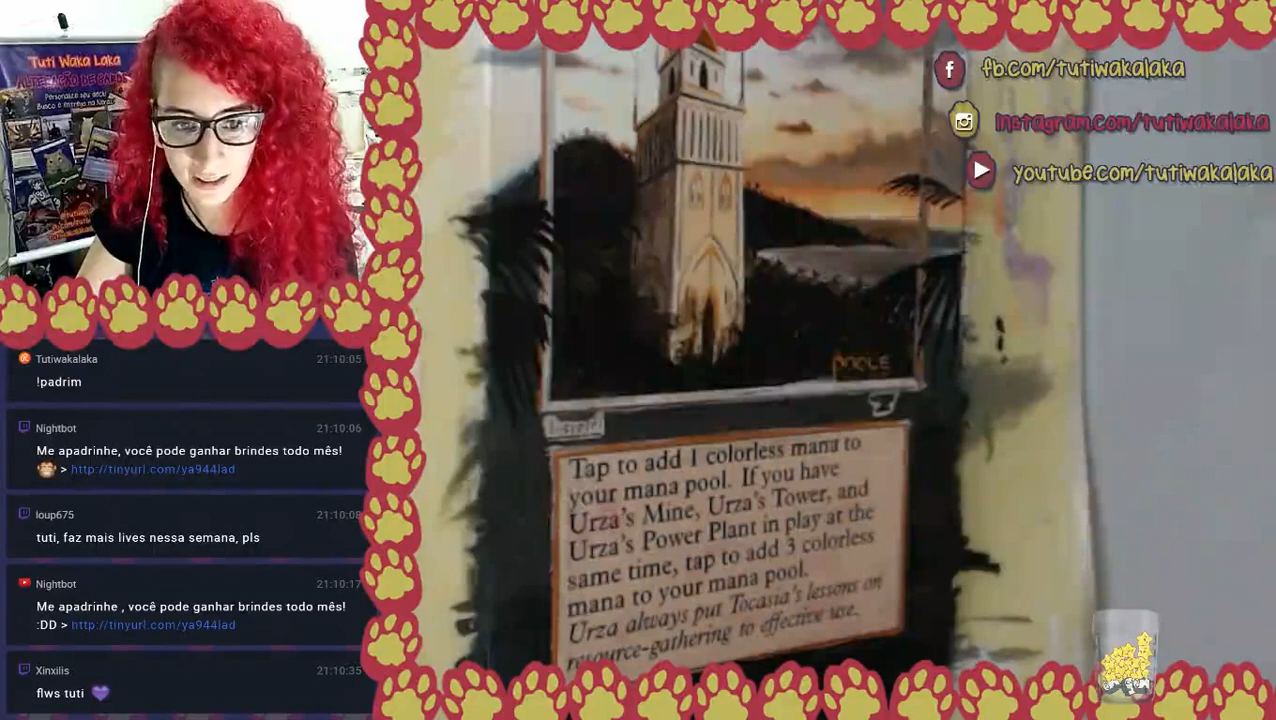 Tuti Waka Laka
ALTERAÇÃO DE CARDS
fb.com/tutiwakalaka
instagram.com/tutiwakalaka
youtube.com/tutiwakalaka
Tap to add 1 colorless mana to
your mana pool. If you have
Urza's Mine, Urza's Tower, and
Urza's Power Plant in play at the
same time, tap to add 3 colorless
mana to your mana pool.
Urza always put Tocasia's lessons on
resource-gathering to effective use.
Tutiwakalaka 21:10:05
!padrim
Nightbot 21:10:06
Me apadrinhe, você pode ganhar brindes todo mês!
> http://tinyurl.com/ya944lad
loup675 21:10:08
tuti, faz mais lives nessa semana, pls
Nightbot 21:10:17
Me apadrinhe , você pode ganhar brindes todo mês!
:DD > http://tinyurl.com/ya944lad
Xinxilis 21:10:35
flws tuti